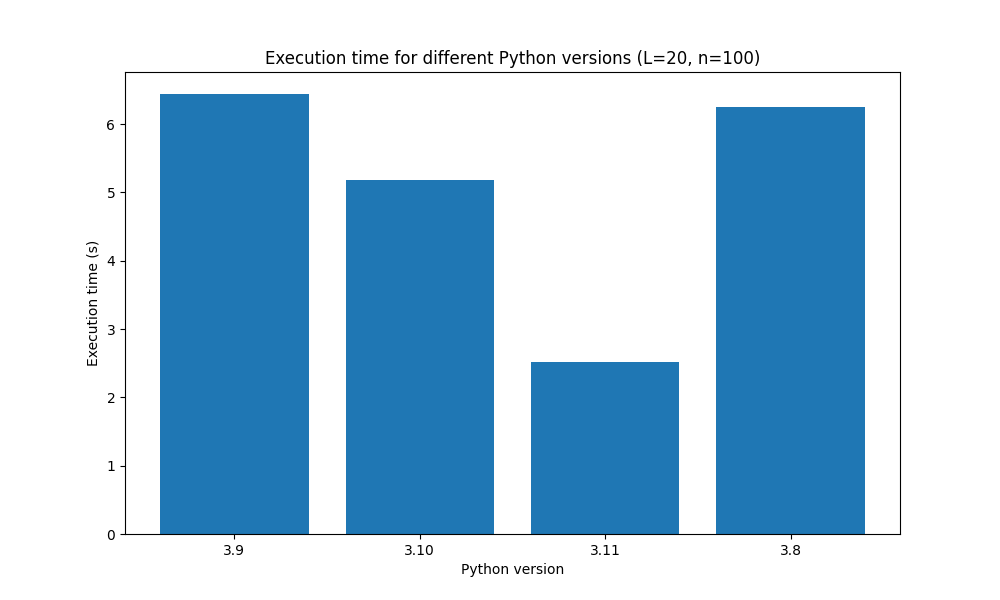 Execution time for different Python versions (L=20, n=100)
Execution time (s)
6
5
4
3
2
1
0
3.9 3.10 3.11 3.8
Python version